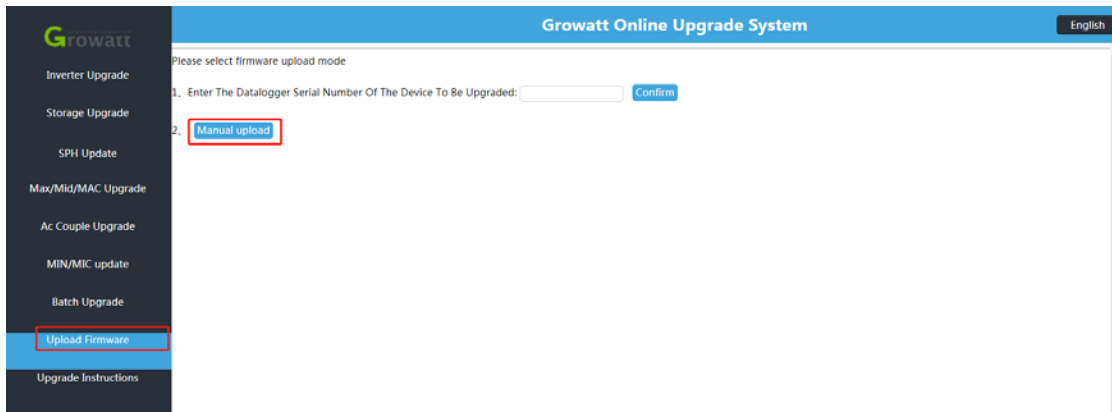 Growatt Online Upgrade System
English
Growatt
Inverter Upgrade
Storage Upgrade
SPH Update
Max/Mid/MAC Upgrade
Ac Couple Upgrade
MIN/MIC update
Batch Upgrade
Upload Firmware
Upgrade Instructions
Please select firmware upload mode
1、Enter The Datalogger Serial Number Of The Device To Be Upgraded:  Confirm
2、 Manual upload